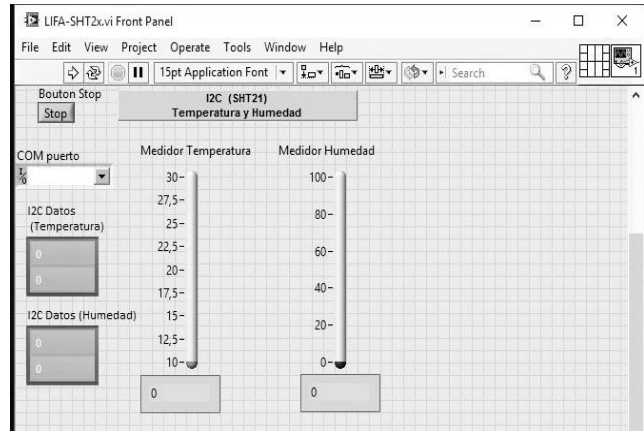 LIFA-SHT2x.vi Front Panel
File Edit View Project Operate Tools Window Help
15pt Application Font
Search
?
1
Bouton Stop
Stop
I2C (SHT21)
Temperatura y Humedad
COM puerto
I/O
I2C Datos
(Temperatura)
0
0
I2C Datos (Humedad)
0
0
Medidor Temperatura
30
27,5
25
22,5
20
17,5
15
12,5
10
0
Medidor Humedad
100
80
60
40
20
0
0